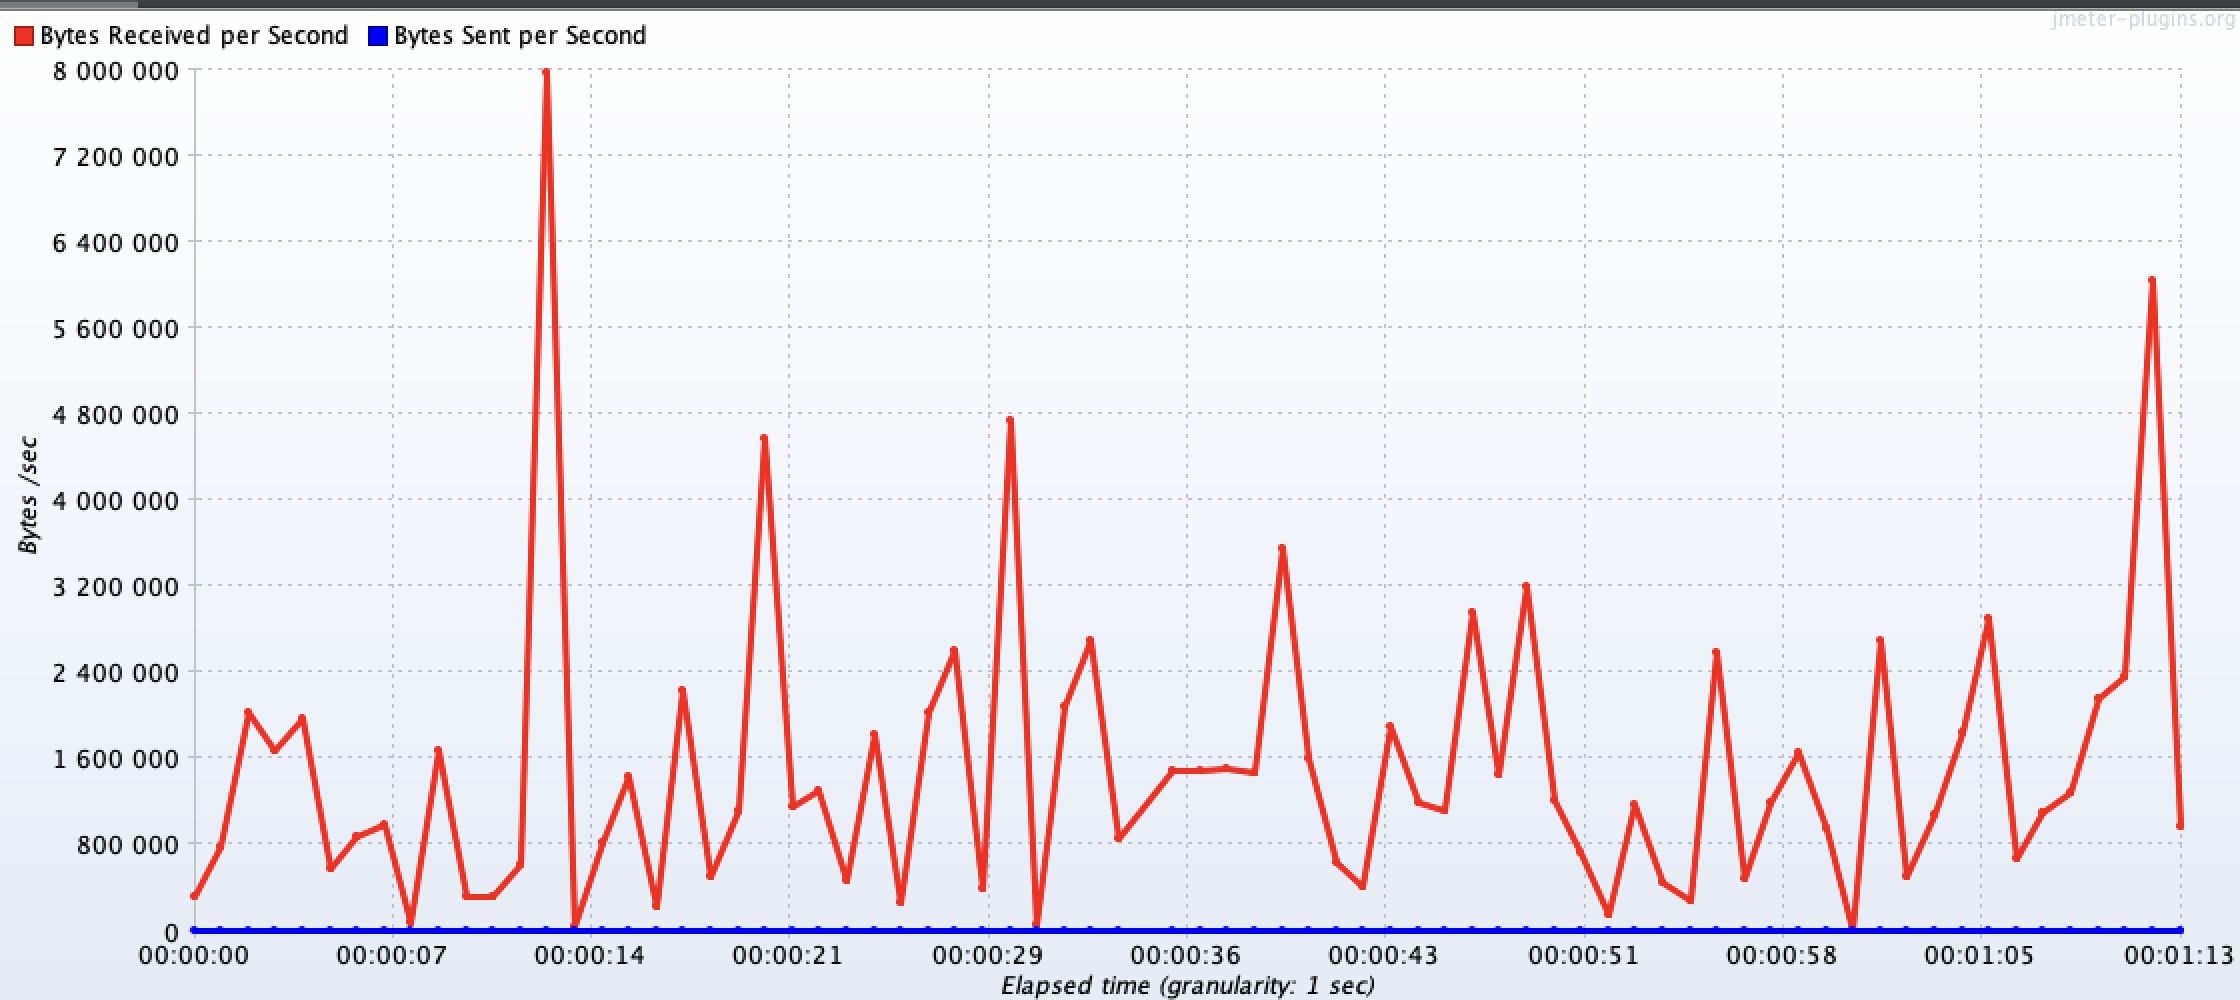 jmeter-plugins.org
Bytes Received per Second Bytes Sent per Second
8 000 000
7 200 000
6 400 000
5 600 000
4 800 000
4 000 000
3 200 000
2 400 000
1 600 000
800 000
0
Bytes /sec
00:00:00 00:00:07 00:00:14 00:00:21 00:00:29 00:00:36 00:00:43 00:00:51 00:00:58 00:01:05 00:01:13
Elapsed time (granularity: 1 sec)